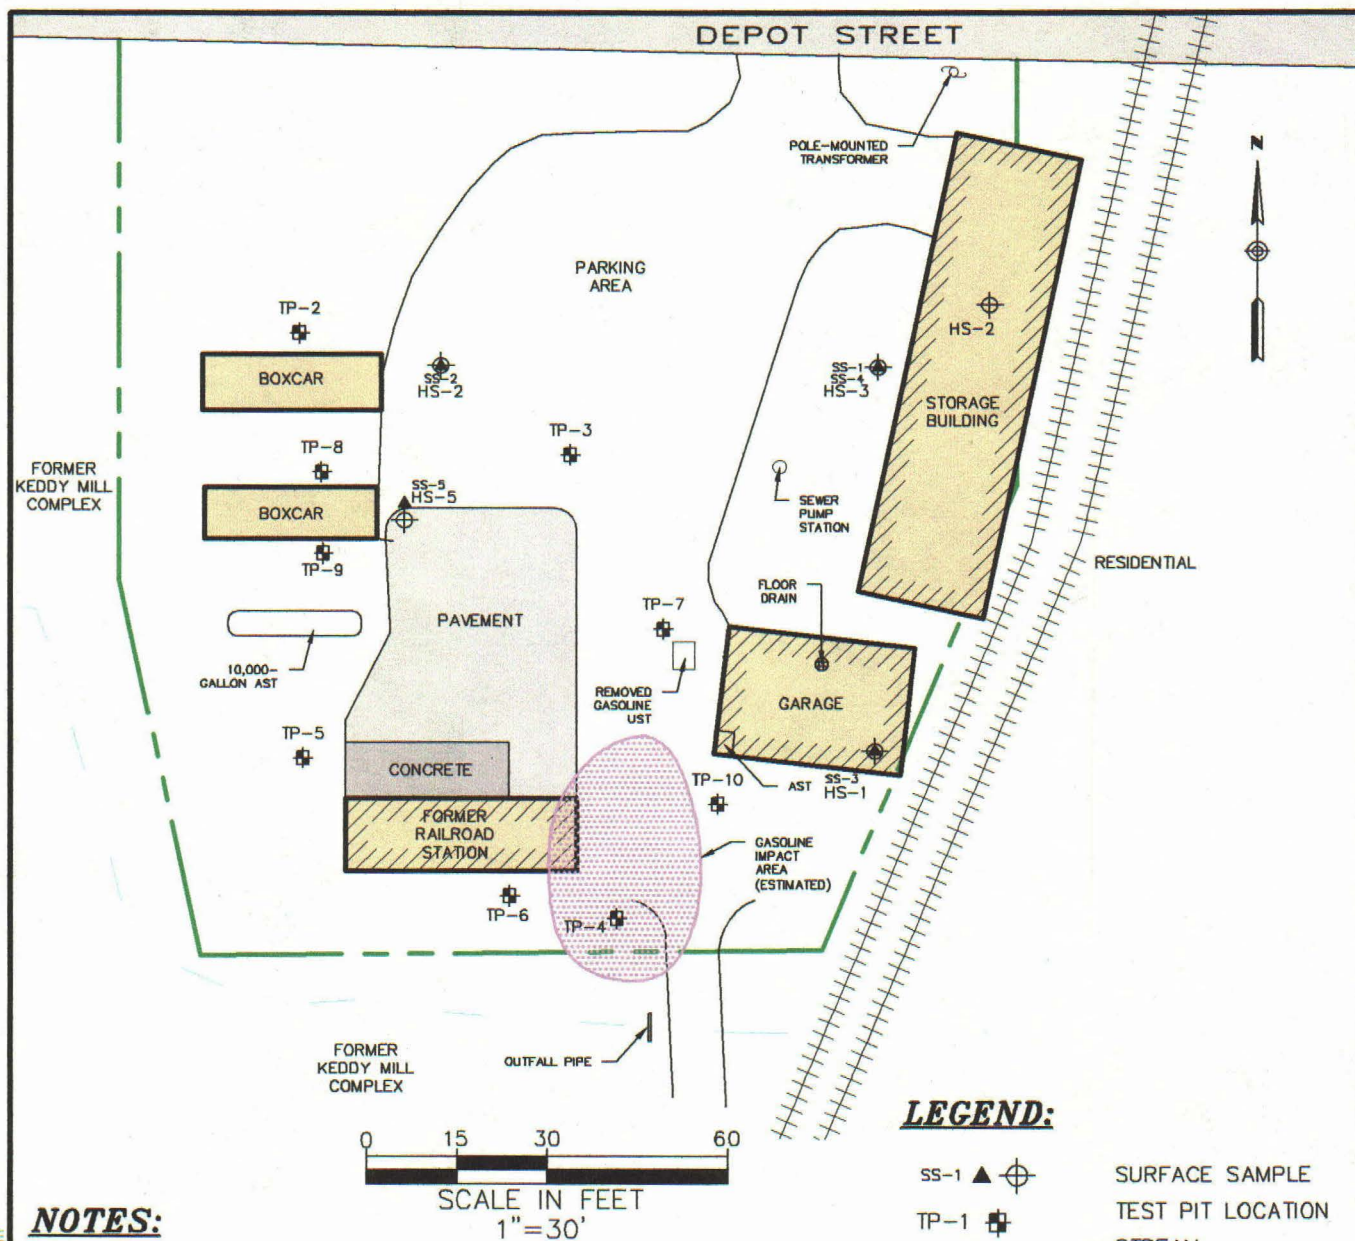 DEPOT STREET
POLE-MOUNTED
TRANSFORMER
N
PARKING
AREA
TP-2
HS-2
BOXCAR
SS-2
HS-2
SS-1
SS-4
HS-3
STORAGE
BUILDING
TP-3
TP-8
FORMER
KEDDY MILL
COMPLEX
SS-5
HS-5
BOXCAR
SEWER
PUMP
STATION
TP-9
RESIDENTIAL
FLOOR
DRAIN
TP-7
PAVEMENT
10,000-
GALLON AST
REMOVED
GASOLINE
UST
GARAGE
TP-5
CONCRETE
TP-10
AST
SS-3
HS-1
FORMER
RAILROAD
STATION
GASOLINE
IMPACT
AREA
(ESTIMATED)
TP-6
TP-4
OUTFALL PIPE
FORMER
KEDDY MILL
COMPLEX
LEGEND:
0 15 30 60
SCALE IN FEET
1"=30'
SS-1 SURFACE SAMPLE
TP-1 TEST PIT LOCATION
NOTES: